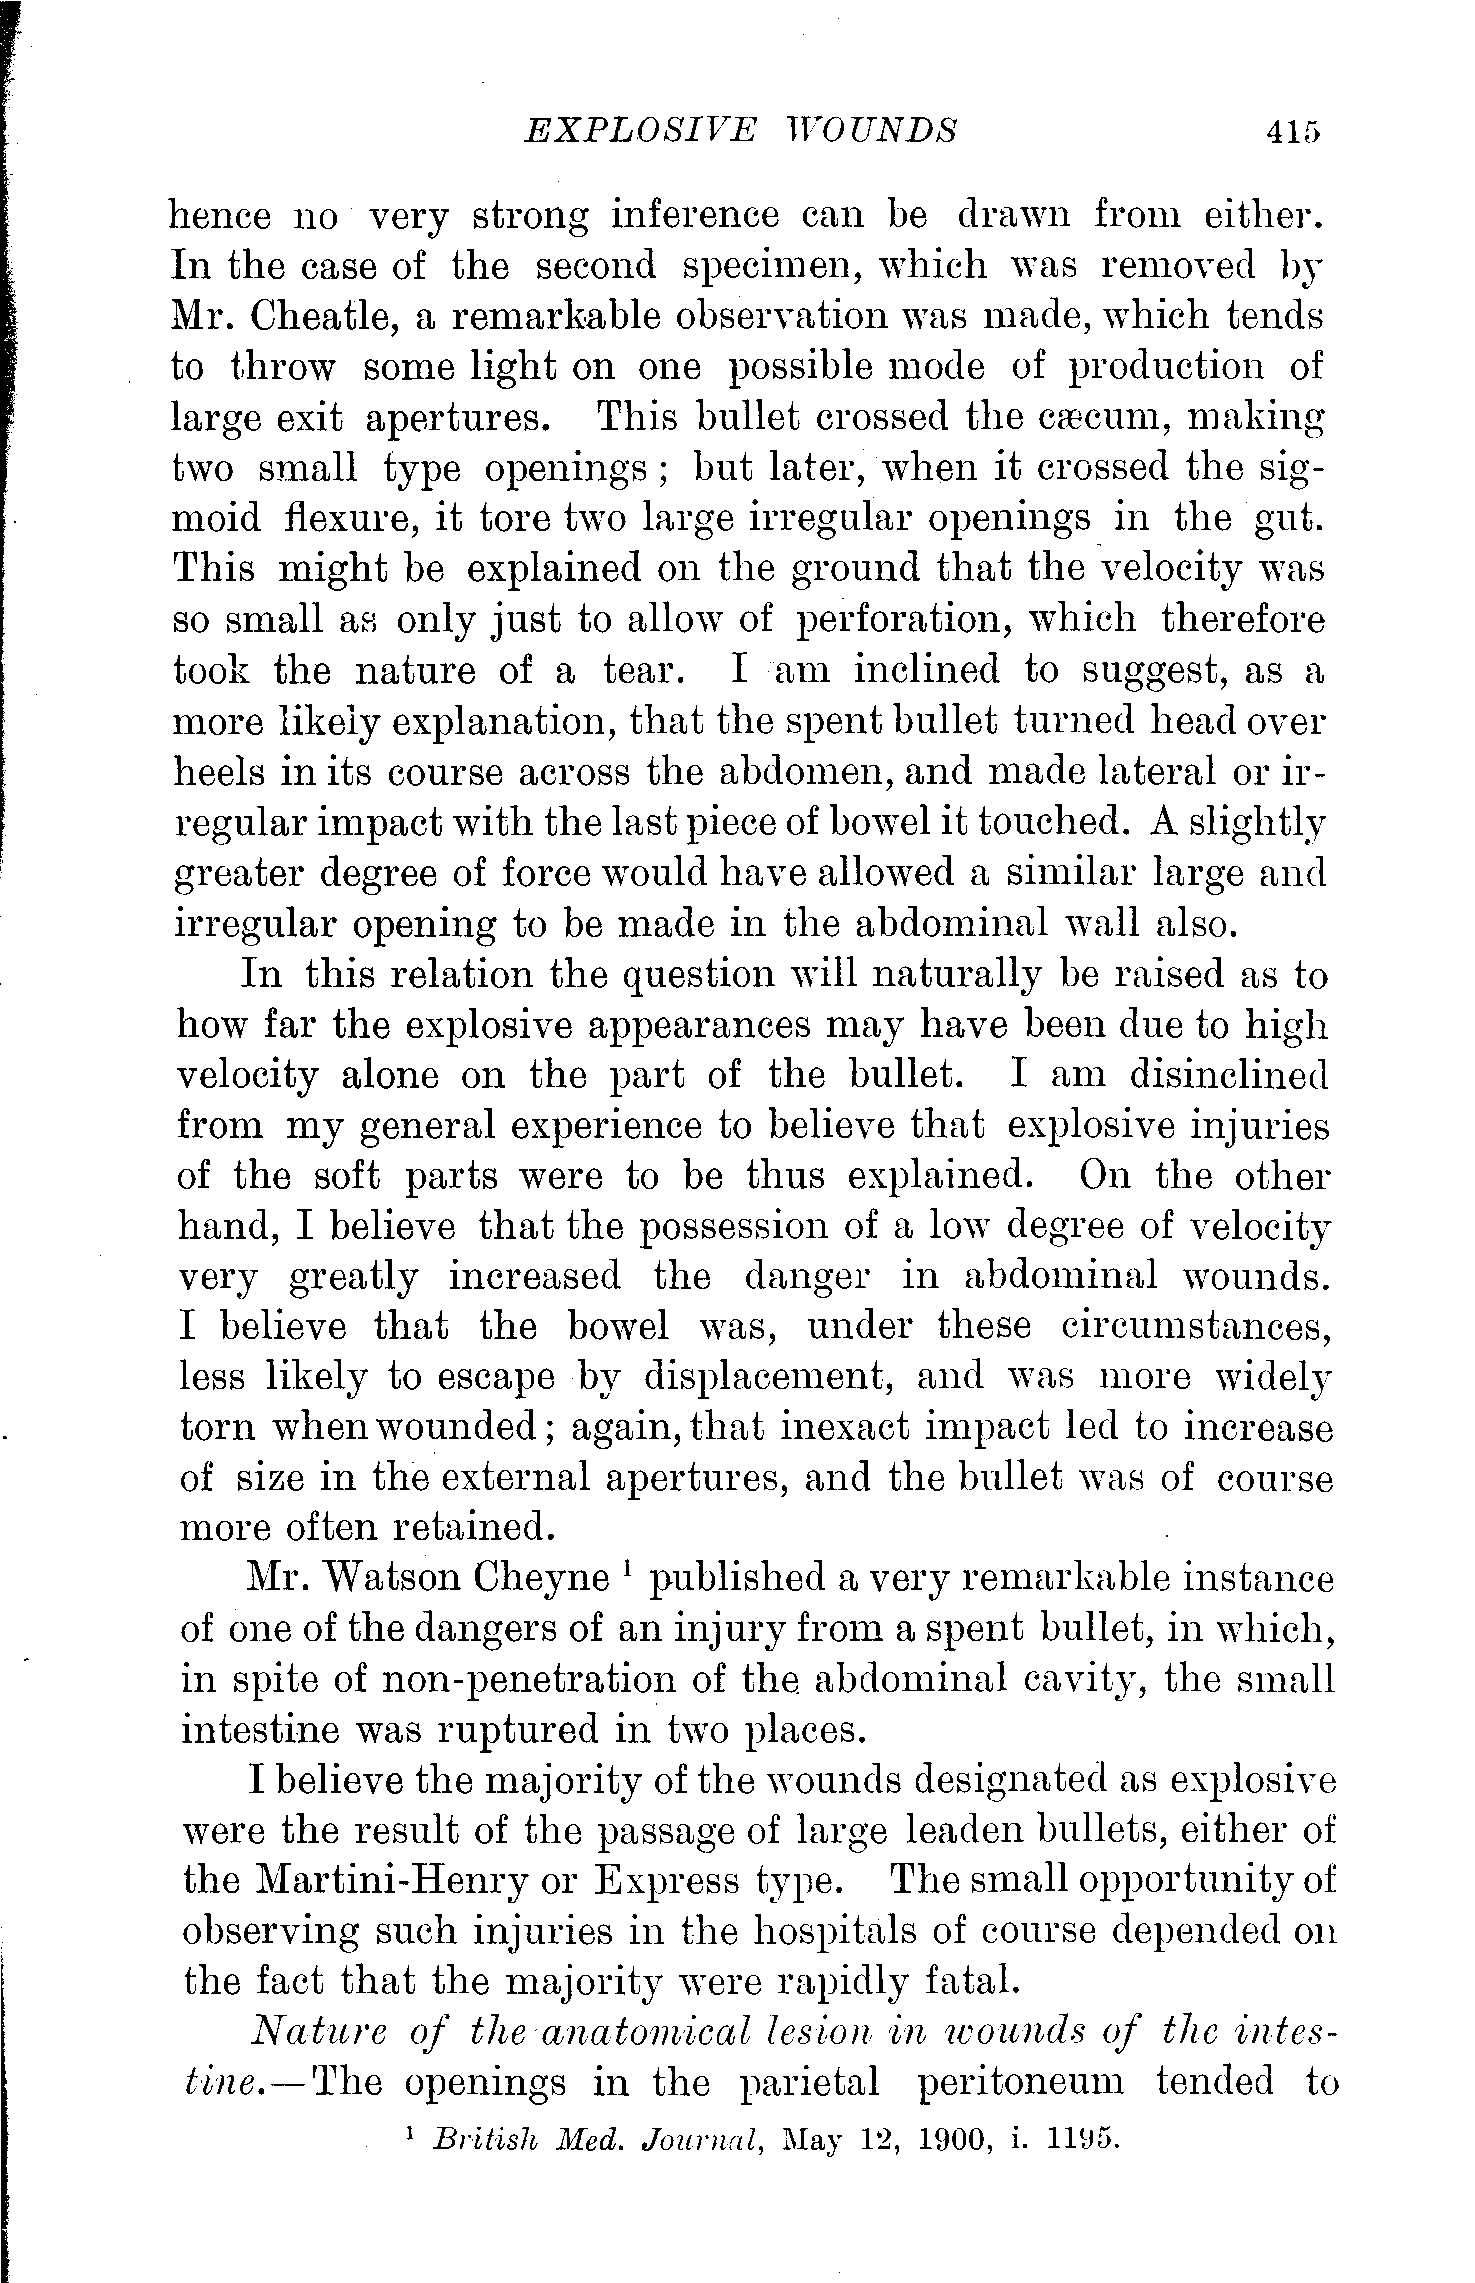 EXPLOSIVE WOUNDS 415
hence no very strong inference can be drawn from either.
In the case of the second specimen, which was removed by
Mr. Cheatle, a remarkable observation was made, which tends
to throw some light on one possible mode of production of
large exit apertures. This bullet crossed the cæcum, making
two small type openings ; but later, when it crossed the sig-
moid flexure, it tore two large irregular openings in the gut.
This might be explained on the ground that the velocity was
so small as only just to allow of perforation, which therefore
took the nature of a tear. I am inclined to suggest, as a
more likely explanation, that the spent bullet turned head over
heels in its course across the abdomen, and made lateral or ir-
regular impact with the last piece of bowel it touched. A slightly
greater degree of force would have allowed a similar large and
irregular opening to be made in the abdominal wall also.
In this relation the question will naturally be raised as to
how far the explosive appearances may have been due to high
velocity alone on the part of the bullet. I am disinclined
from my general experience to believe that explosive injuries
of the soft parts were to be thus explained. On the other
hand, I believe that the possession of a low degree of velocity
very greatly increased the danger in abdominal wounds.
I believe that the bowel was, under these circumstances,
less likely to escape by displacement, and was more widely
torn when wounded ; again, that inexact impact led to increase
of size in the external apertures, and the bullet was of course
more often retained.
Mr. Watson Cheyne ¹ published a very remarkable instance
of one of the dangers of an injury from a spent bullet, in which,
in spite of non-penetration of the abdominal cavity, the small
intestine was ruptured in two places.
I believe the majority of the wounds designated as explosive
were the result of the passage of large leaden bullets, either of
the Martini-Henry or Express type. The small opportunity of
observing such injuries in the hospitals of course depended on
the fact that the majority were rapidly fatal.
Nature of the anatomical lesion in wounds of the intes-
tine.—The openings in the parietal peritoneum tended to
¹ British Med. Journal, May 12, 1900, i. 1195.